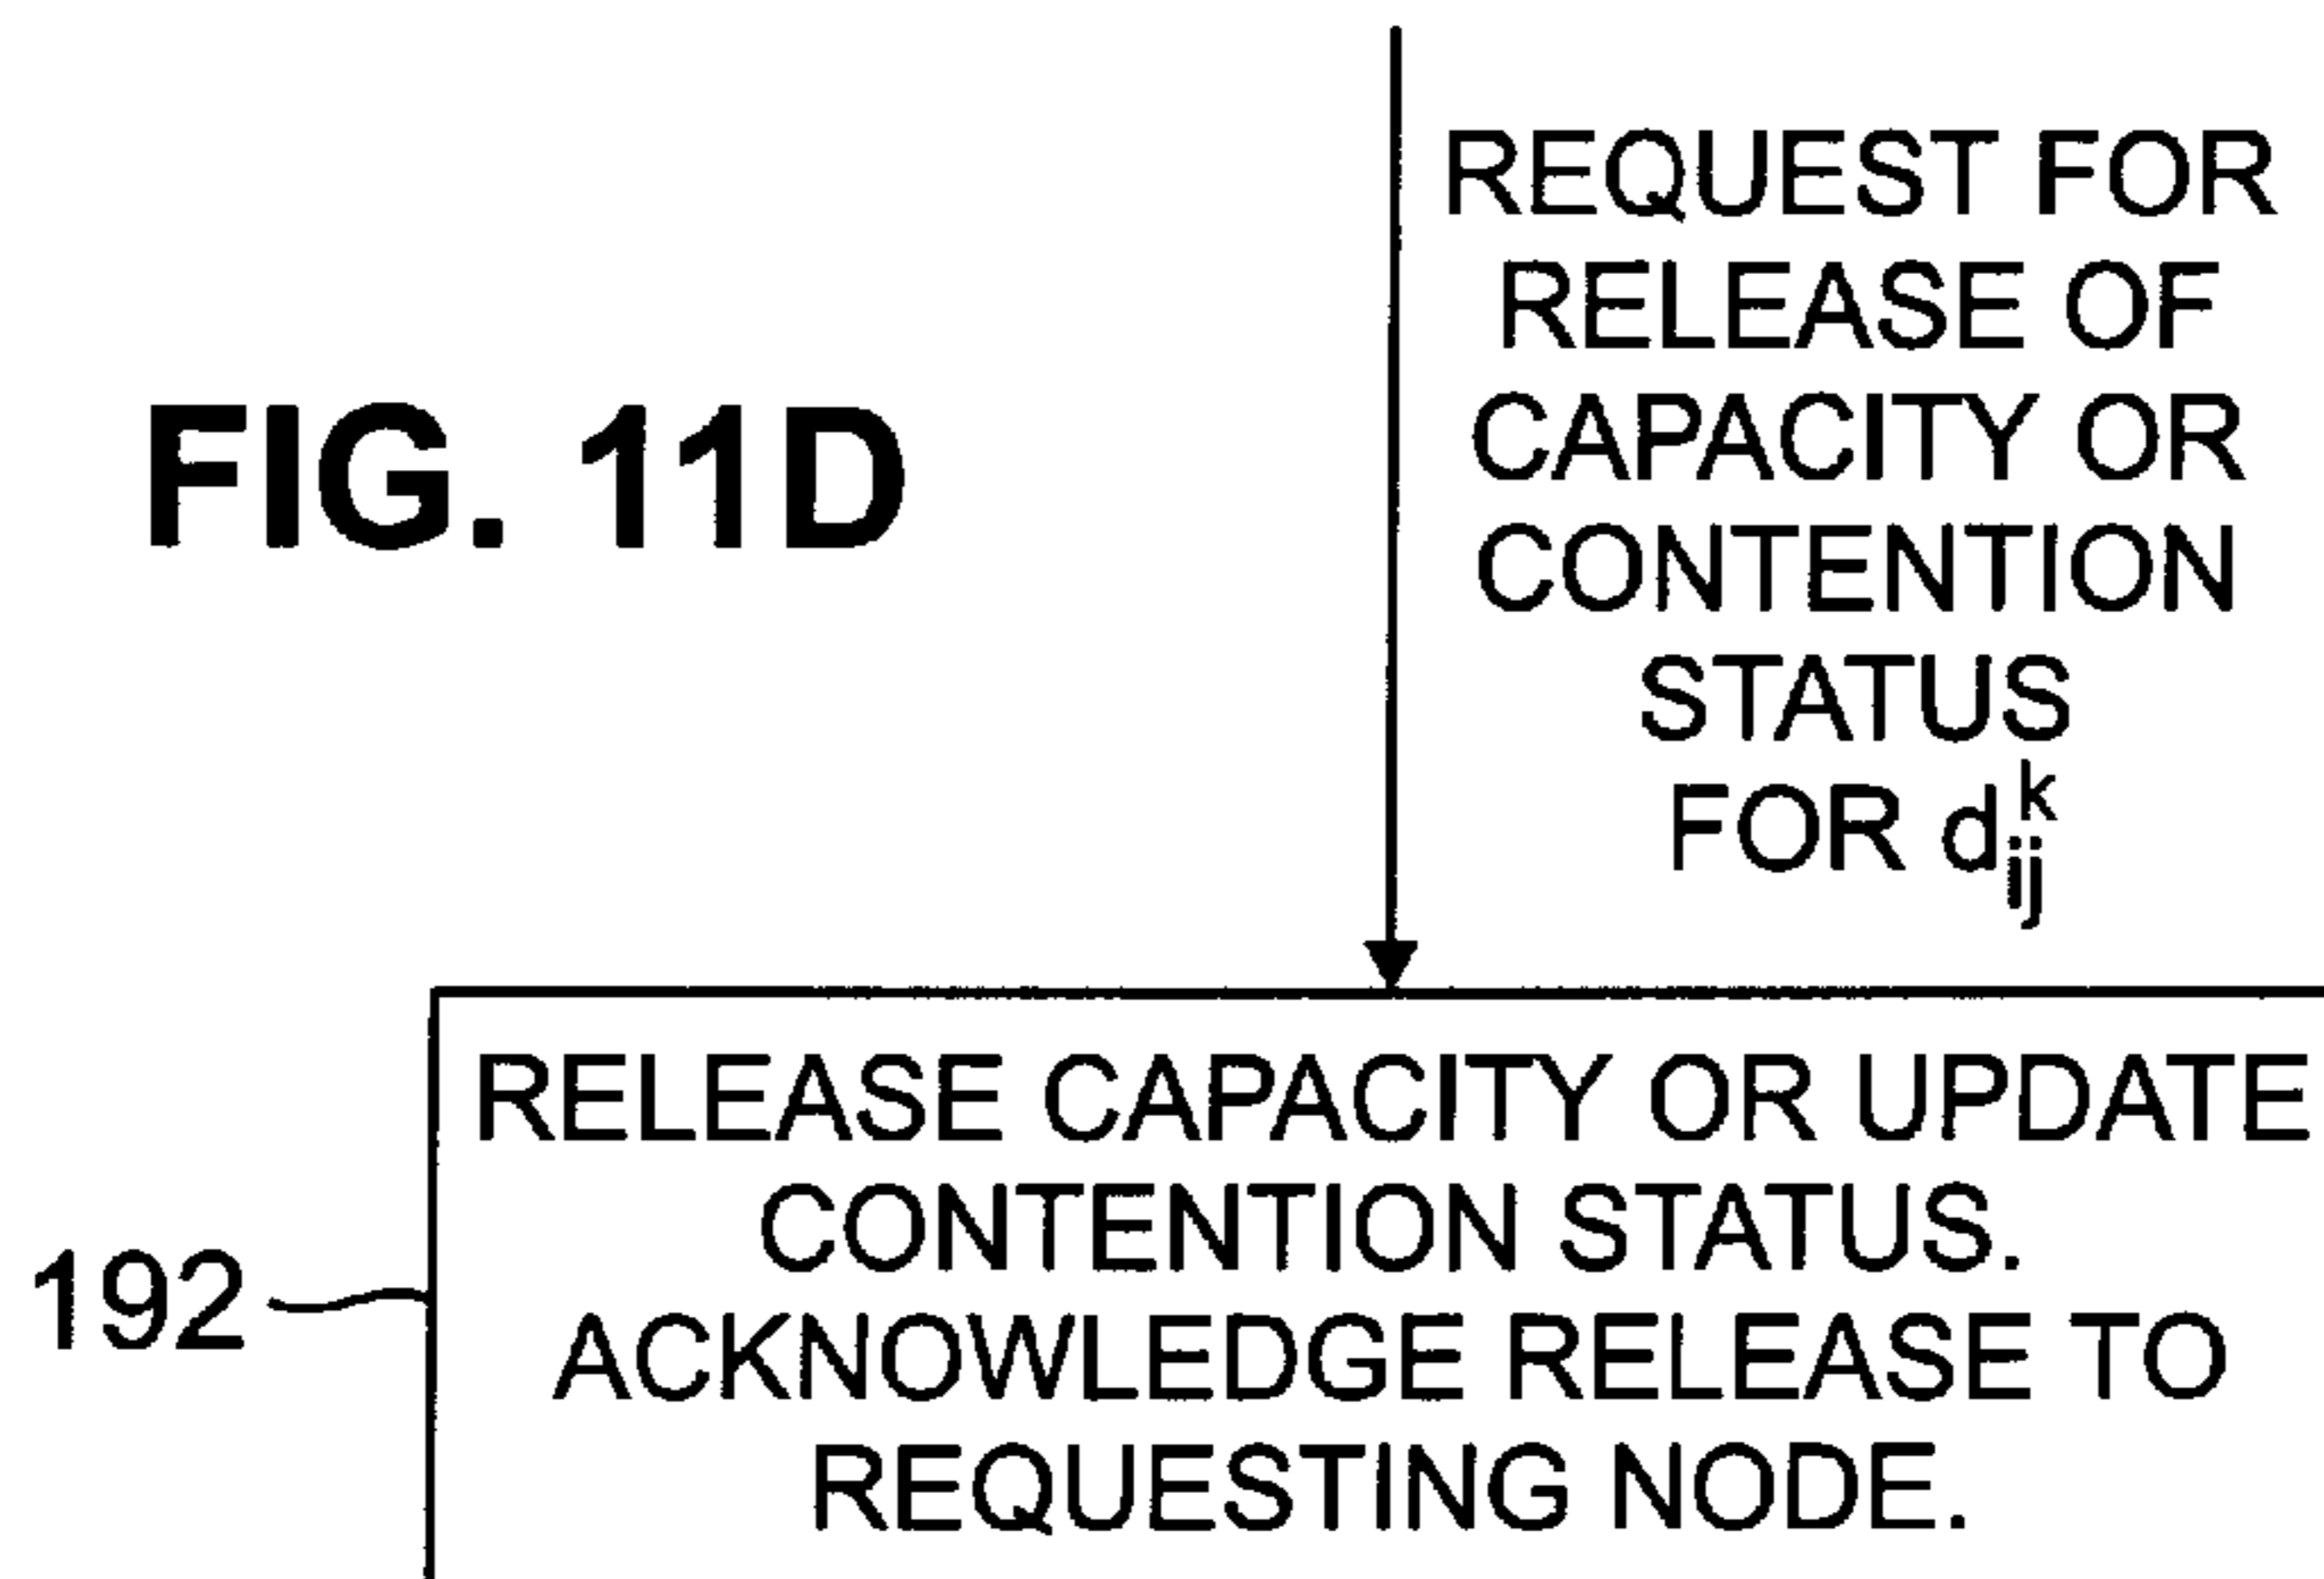 REQUEST FOR
RELEASE OF
CAPACITY OR
CONTENTION
STATUS
FOR d_{ij}^{k}
FIG. 11D
RELEASE CAPACITY OR UPDATE
CONTENTION STATUS.
192
ACKNOWLEDGE RELEASE TO
REQUESTING NODE.